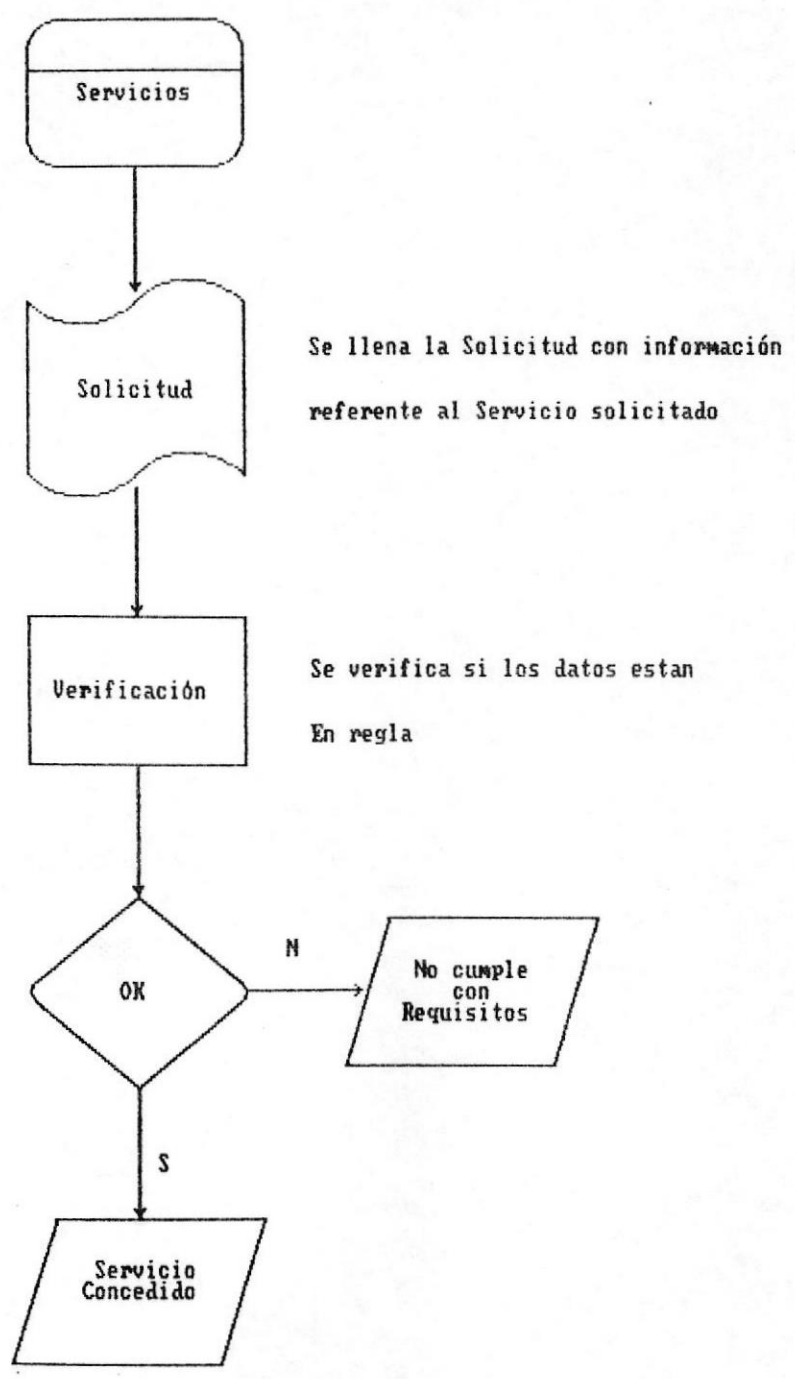 Servicios
Se llena la Solicitud con información
Solicitud
referente al Servicio solicitado
Se verifica si los datos estan
Verificación
En regla
N
No cumple
OK
con
Requisitos
S
Servicio
Concedido